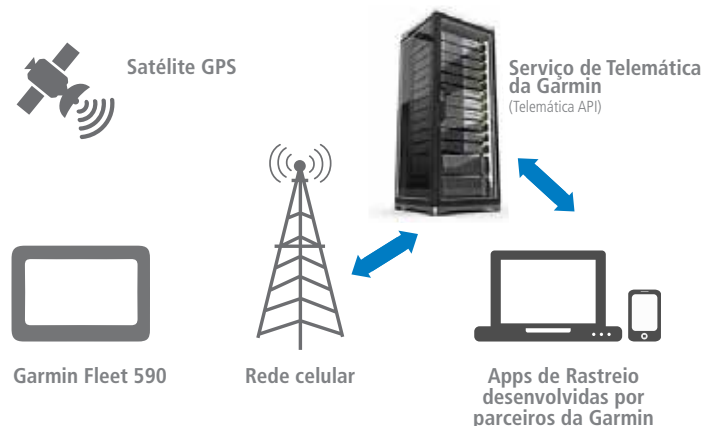 Satélite GPS
Serviço de Telemática
da Garmin
(Telemática API)
Garmin Fleet 590
Rede celular
Apps de Rastreio
desenvolvidas por
parceiros da Garmin